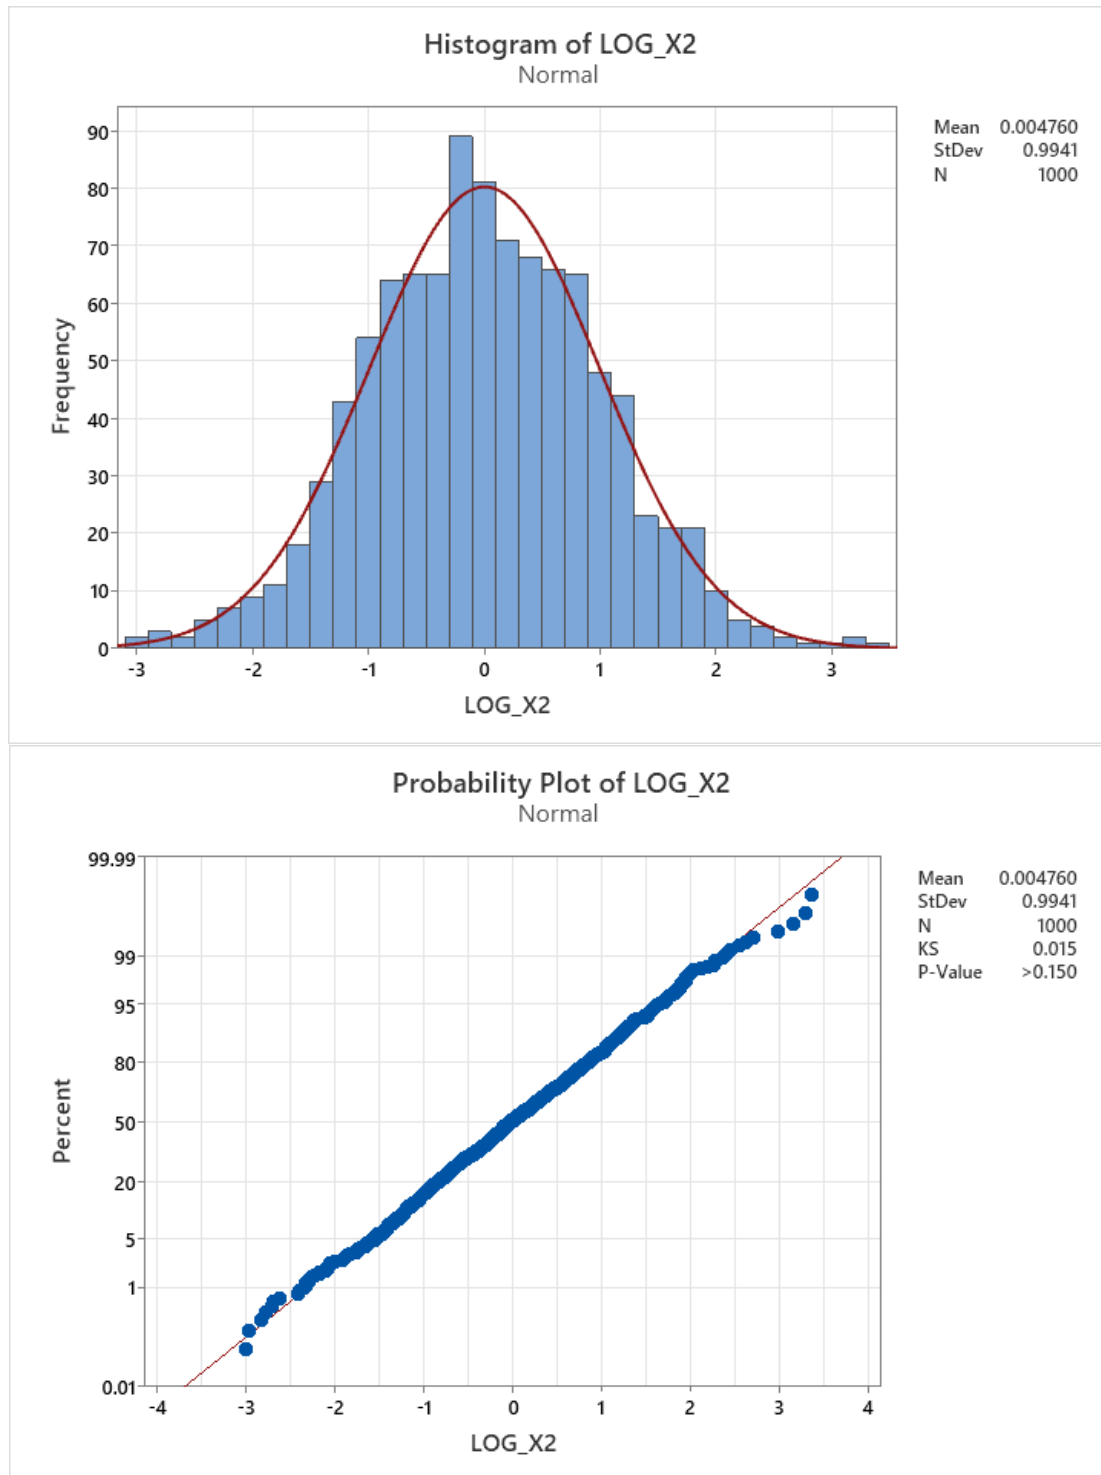 Histogram of LOG_X2
Normal
Mean 0.004760
StDev 0.9941
N 1000
90
80
70
60
50
40
30
20
10
0
Frequency
-3 -2 -1 0 1 2 3
LOG_X2
Probability Plot of LOG_X2
Normal
Mean 0.004760
StDev 0.9941
N 1000
KS 0.015
P-Value >0.150
99.99
99
95
80
50
20
5
1
0.01
Percent
-4 -3 -2 -1 0 1 2 3 4
LOG_X2